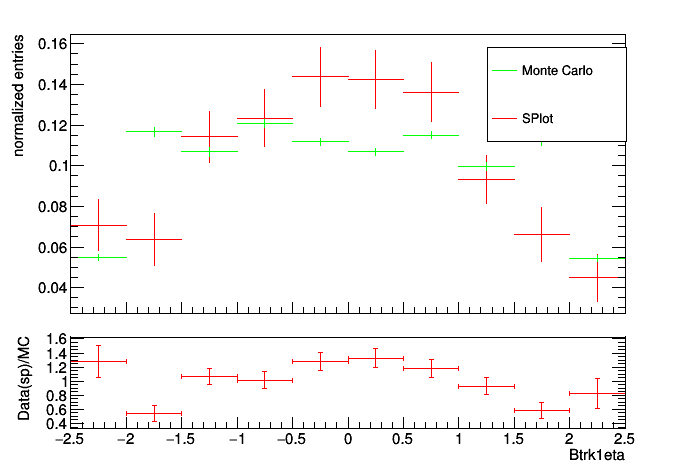 normalized entries
0.16
0.14
0.12
0.1
0.08
0.06
0.04
Monte Carlo
SPlot
Data(sp)/MC
1.6
1.4
1.2
1
0.8
0.6
0.4
−2.5 −2 −1.5 −1 −0.5 0 0.5 1 1.5 2 2.5
Btrk1eta